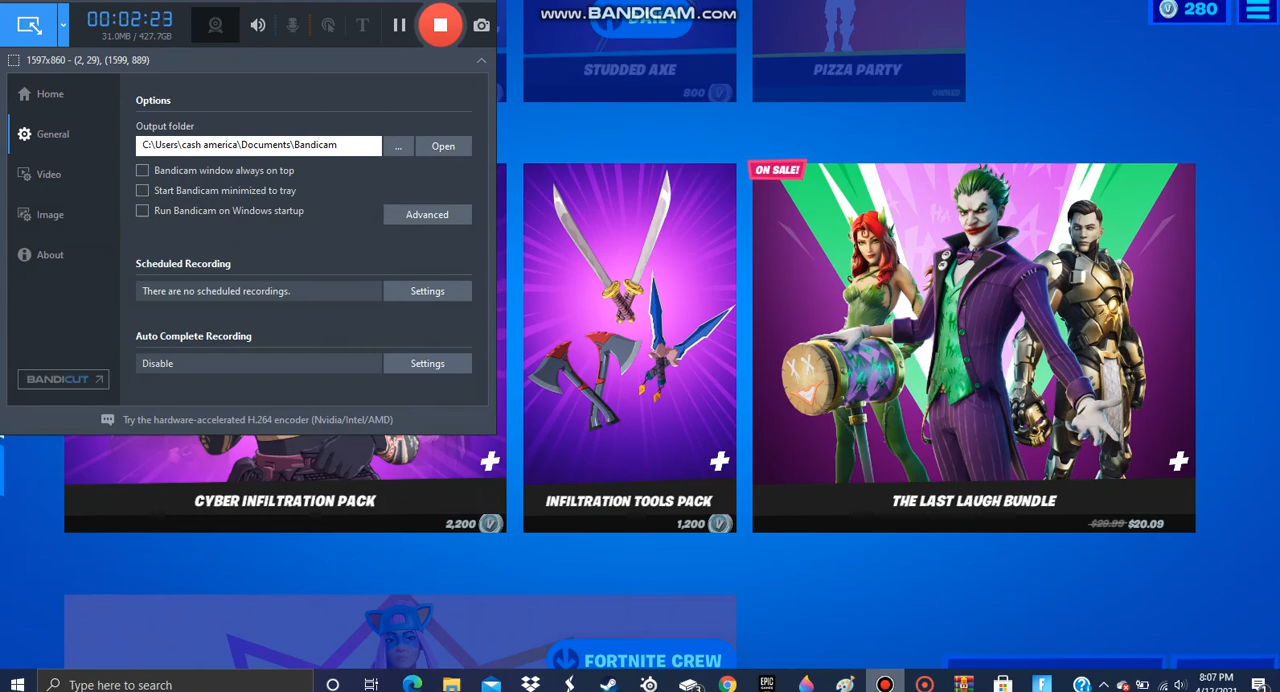 00:02:23
31.0MB / 427.7GB
T
1597x860 - (2, 29), (1599, 889)
Home
General
Video
Image
About
BANDICUT
Options
Output folder
C:\Users\cash america\Documents\Bandicam
...
Open
Bandicam window always on top
Start Bandicam minimized to tray
Run Bandicam on Windows startup
Advanced
Scheduled Recording
There are no scheduled recordings.
Settings
Auto Complete Recording
Disable
Settings
Try the hardware-accelerated H.264 encoder (Nvidia/Intel/AMD)
www.BANDICAM.com
DAILY
280
STUDDED AXE
800
PIZZA PARTY
OWNED
CYBER INFILTRATION PACK
2,200
INFILTRATION TOOLS PACK
1,200
ON SALE!
THE LAST LAUGH BUNDLE
$20.09
FORTNITE CREW
Type here to search
EPIC
GAMES
8:07 PM